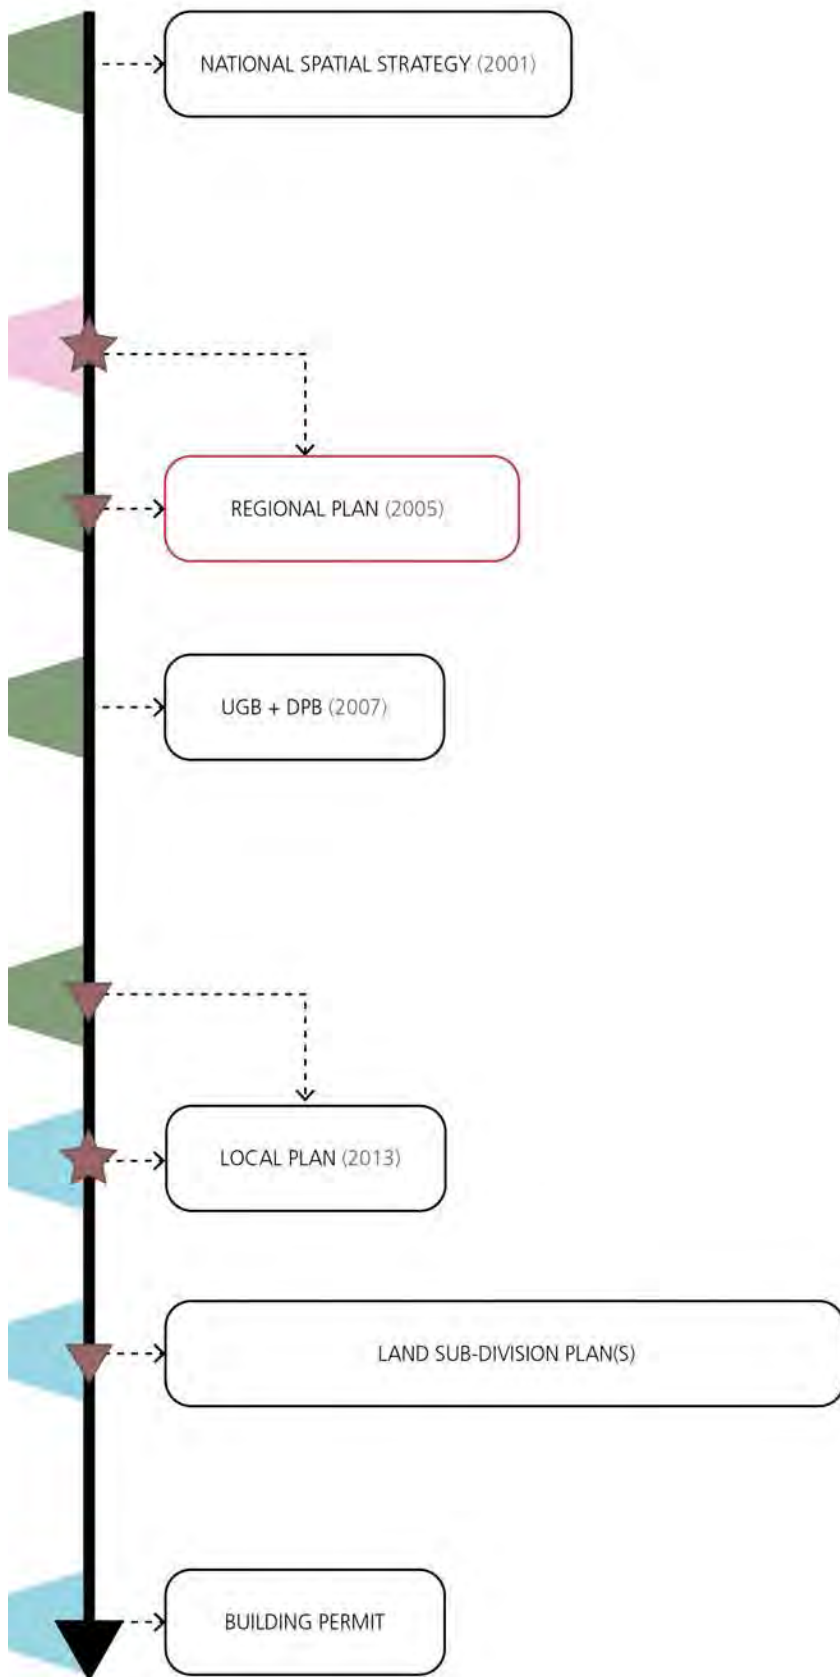 NATIONAL SPATIAL STRATEGY (2001)
REGIONAL PLAN (2005)
UGB + DPB (2007)
LOCAL PLAN (2013)
LAND SUB-DIVISION PLAN(S)
BUILDING PERMIT